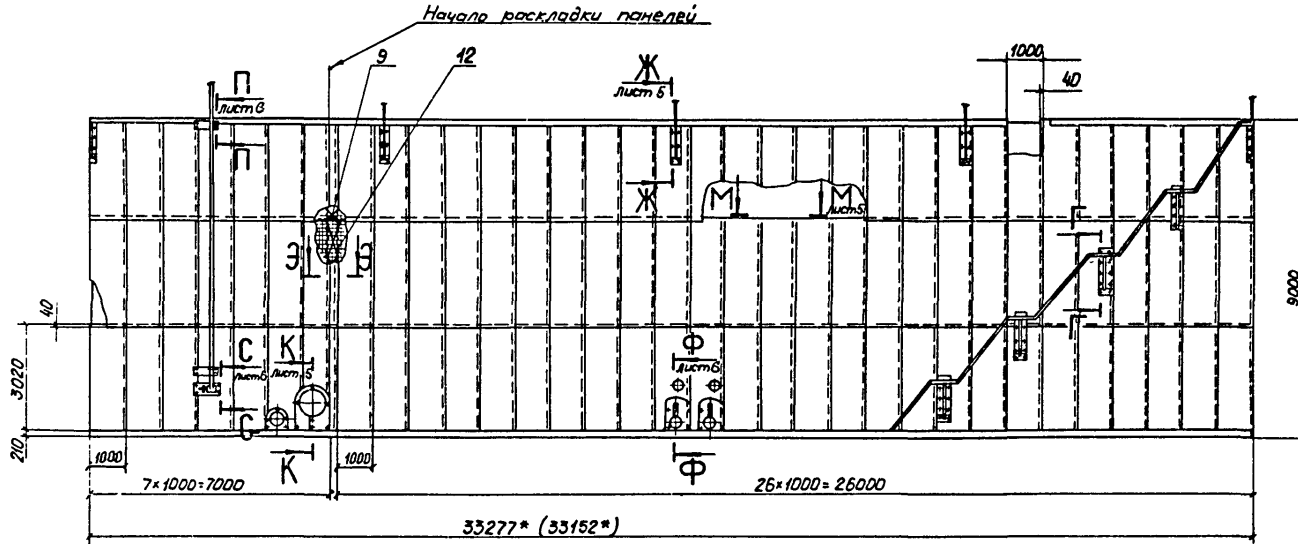 Начало раскладки панелей
9
12
Ж
лист 5
1000
40
П
лист 6
П
Ж
М
М
лист 5
Э
Э
Г
Г
9000
40
3020
210
С
лист 6
С
К
лист 5
К
Ф
лист 6
Ф
1000
1000
7×1000=7000
26×1000=26000
33277* (33152*)